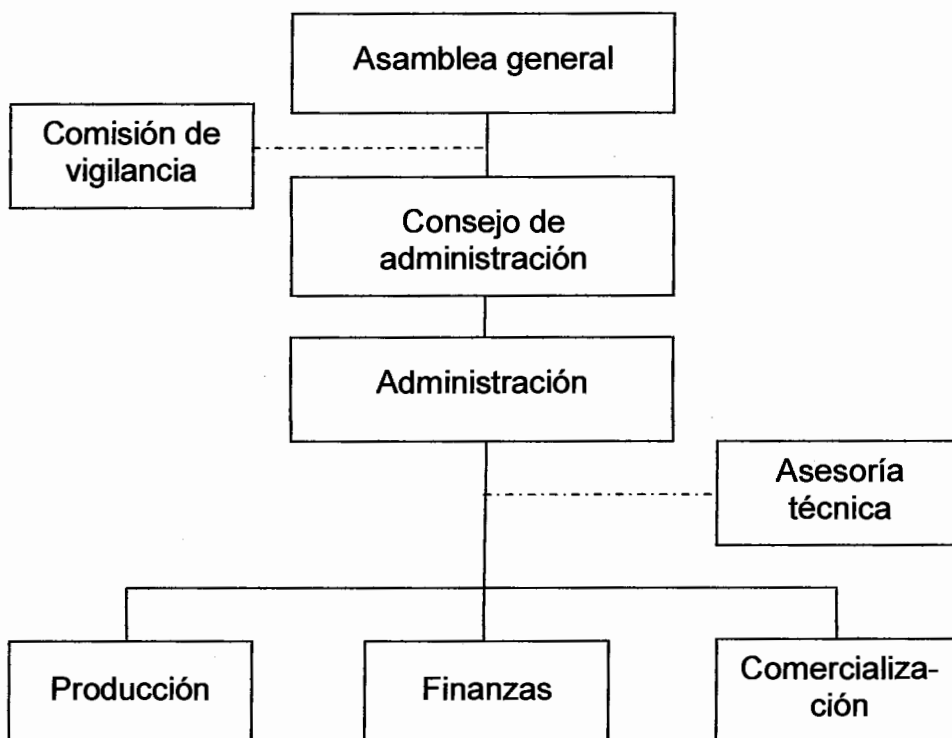 Asamblea general
Comisión de
vigilancia
Consejo de
administración
Administración
Asesoría
técnica
Producción
Finanzas
Comercializa-
ción